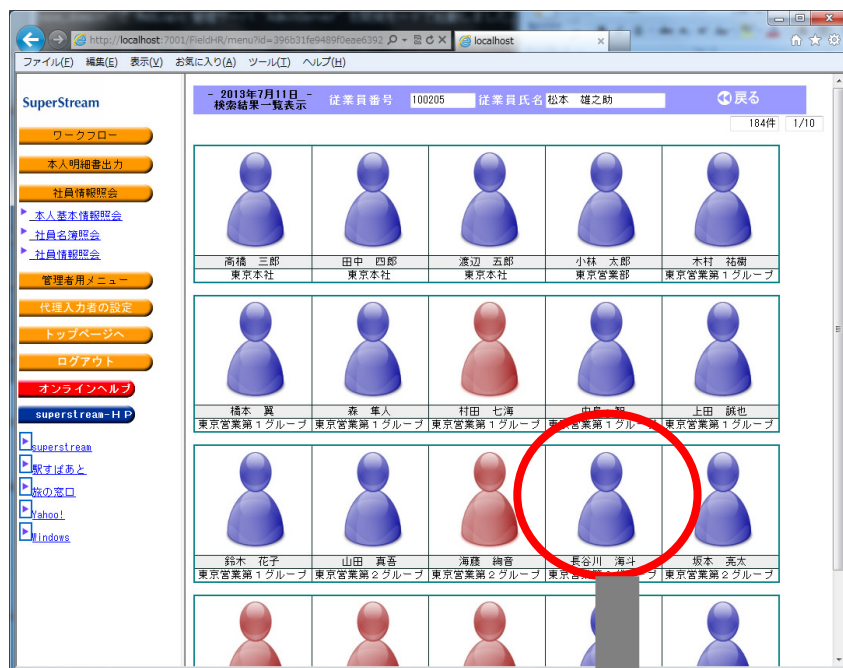 http://localhost:7001/FieldHR/menu?id=396b31fe9489f0eae6392
localhost
ファイル(F) 編集(E) 表示(V) お気に入り(A) ツール(T) ヘルプ(H)
SuperStream
ワークフロー
本人明細書出力
社員情報照会
本人基本情報照会
社員名簿照会
社員情報照会
管理者用メニュー
代理入力者の設定
トップページへ
ログアウト
オンラインヘルプ
superstream-HP
superstream
駅すぱあと
旅の窓口
Yahoo!
Windows
- 2013年7月11日 -
検索結果一覧表示
従業員番号 100205 従業員氏名 松本 雄之助 戻る
184件 1/10
高橋 三郎 田中 四郎 渡辺 五郎 小林 太郎 木村 祐樹
東京本社 東京本社 東京本社 東京営業部 東京営業第1グループ
橋本 翼 森 隼人 村田 七海 上田 誠也
東京営業第1グループ 東京営業第1グループ 東京営業第1グループ 東京営業第1グループ 東京営業第1グループ
鈴木 花子 山田 真吾 海藤 絢音 長谷川 海斗 坂本 亮太
東京営業第1グループ 東京営業第2グループ 東京営業第2グループ 東京営業第 東京営業第2グループ